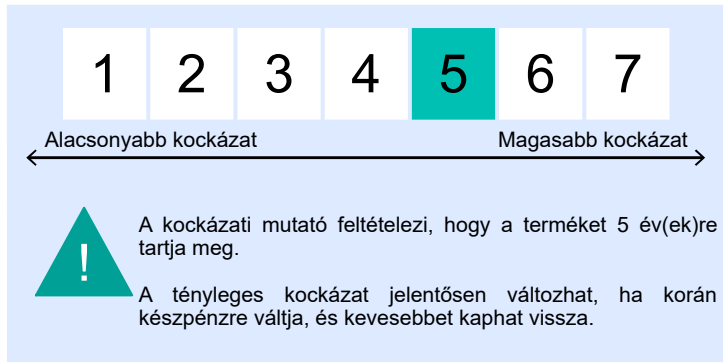 1 2 3 4 5 6 7
Alacsonyabb kockázat Magasabb kockázat
!
A kockázati mutató feltételezi, hogy a terméket 5 év(ek)re
tartja meg.
A tényleges kockázat jelentősen változhat, ha korán
készpénzre váltja, és kevesebbet kaphat vissza.